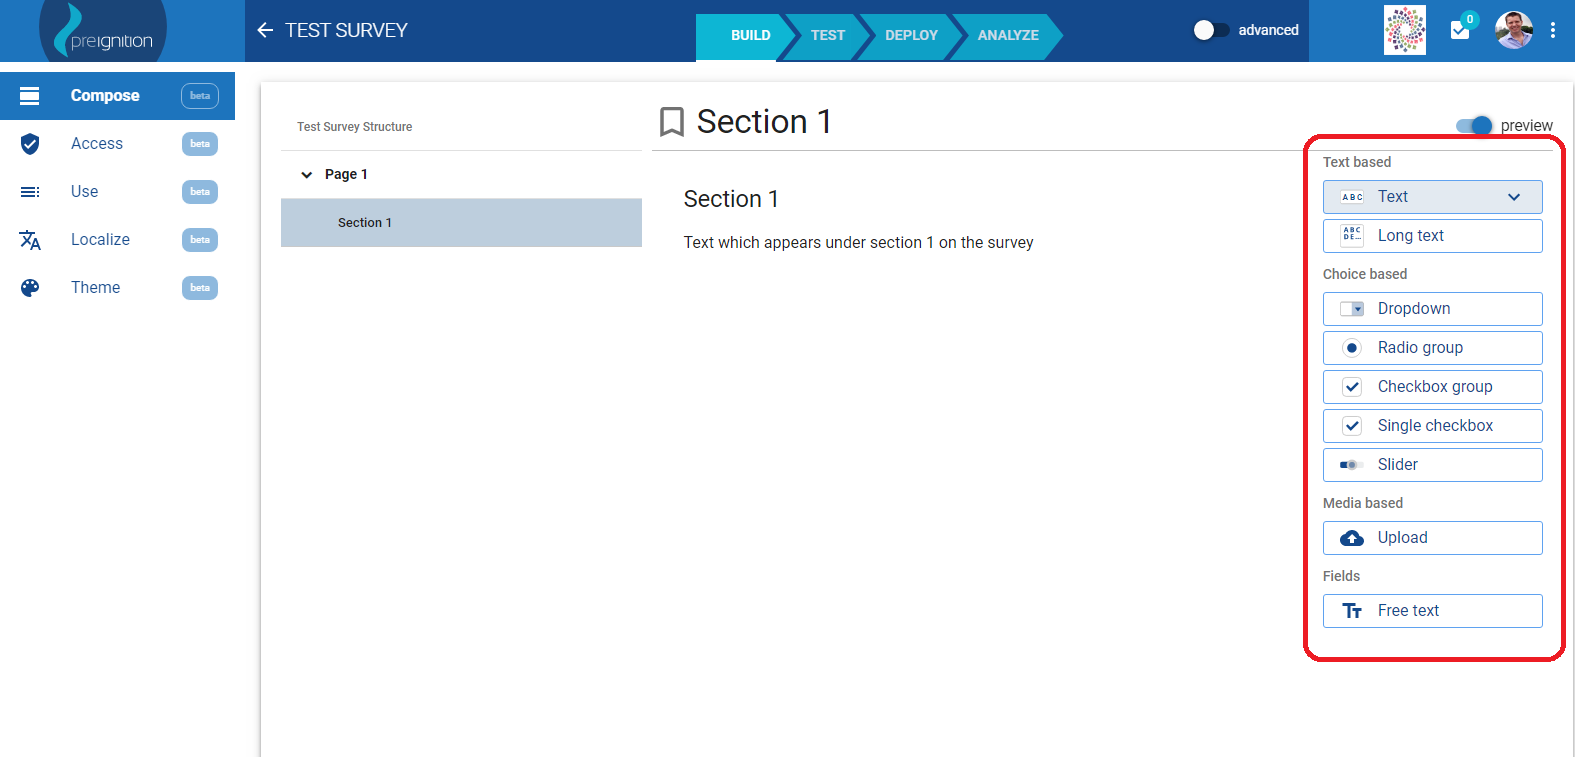 preignition
TEST SURVEY
BUILD
TEST
DEPLOY
ANALYZE
advanced
0
Compose beta
Access beta
Use beta
Localize beta
Theme beta
Test Survey Structure
Page 1
Section 1
Section 1
preview
Section 1
Text which appears under section 1 on the survey
Text based
ABC Text
ABC
DE... Long text
Choice based
Dropdown
Radio group
Checkbox group
Single checkbox
Slider
Media based
Upload
Fields
TT Free text